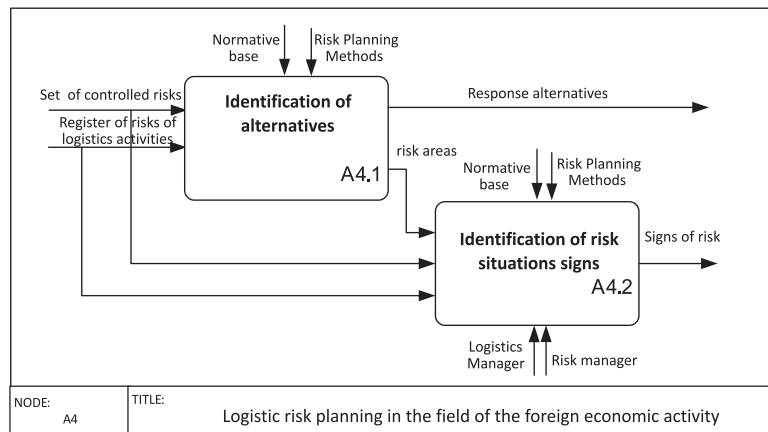 Normative
base
Risk Planning
Methods
Set of controlled risks
Identification of
alternatives
Response alternatives
Register of risks of
logistics activities
risk areas
A4.1
Normative
base
Risk Planning
Methods
Identification of risk
situations signs
Signs of risk
A4.2
Logistics
Manager
Risk manager
NODE:
A4
TITLE:
Logistic risk planning in the field of the foreign economic activity